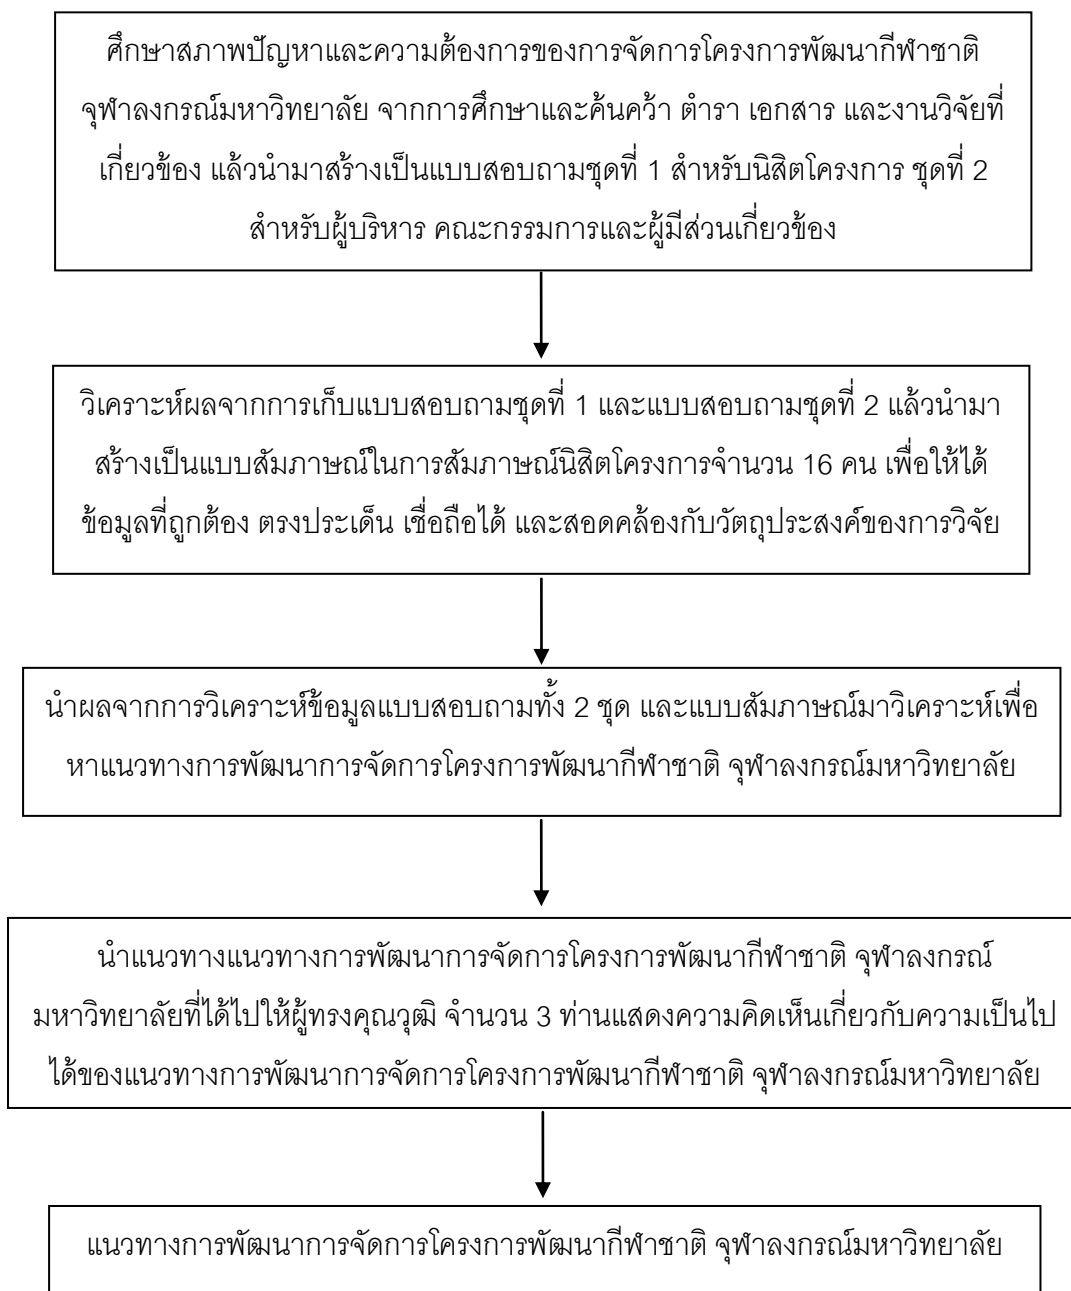 ศึกษาสภาพปัญหาและความต้องการของการจัดการโครงการพัฒนากีฬาชาติ
จุฬาลงกรณ์มหาวิทยาลัย จากการศึกษาและค้นคว้า ตำรา เอกสาร และงานวิจัยที่
เกี่ยวข้อง แล้วนำมาสร้างเป็นแบบสอบถามชุดที่ 1 สำหรับนิสิตโครงการ ชุดที่ 2
สำหรับผู้บริหาร คณะกรรมการและผู้มีส่วนเกี่ยวข้อง
วิเคราะห์ผลจากการเก็บแบบสอบถามชุดที่ 1 และแบบสอบถามชุดที่ 2 แล้วนำมา
สร้างเป็นแบบสัมภาษณ์ในการสัมภาษณ์นิสิตโครงการจำนวน 16 คน เพื่อให้ได้
ข้อมูลที่ถูกต้อง ตรงประเด็น เชื่อถือได้ และสอดคล้องกับวัตถุประสงค์ของการวิจัย
นำผลจากการวิเคราะห์ข้อมูลแบบสอบถามทั้ง 2 ชุด และแบบสัมภาษณ์มาวิเคราะห์เพื่อ
หาแนวทางการพัฒนาการจัดการโครงการพัฒนากีฬาชาติ จุฬาลงกรณ์มหาวิทยาลัย
นำแนวทางแนวทางการพัฒนาการจัดการโครงการพัฒนากีฬาชาติ จุฬาลงกรณ์
มหาวิทยาลัยที่ได้ไปให้ผู้ทรงคุณวุฒิ จำนวน 3 ท่านแสดงความคิดเห็นเกี่ยวกับความเป็นไป
ได้ของแนวทางการพัฒนาการจัดการโครงการพัฒนากีฬาชาติ จุฬาลงกรณ์มหาวิทยาลัย
แนวทางการพัฒนาการจัดการโครงการพัฒนากีฬาชาติ จุฬาลงกรณ์มหาวิทยาลัย